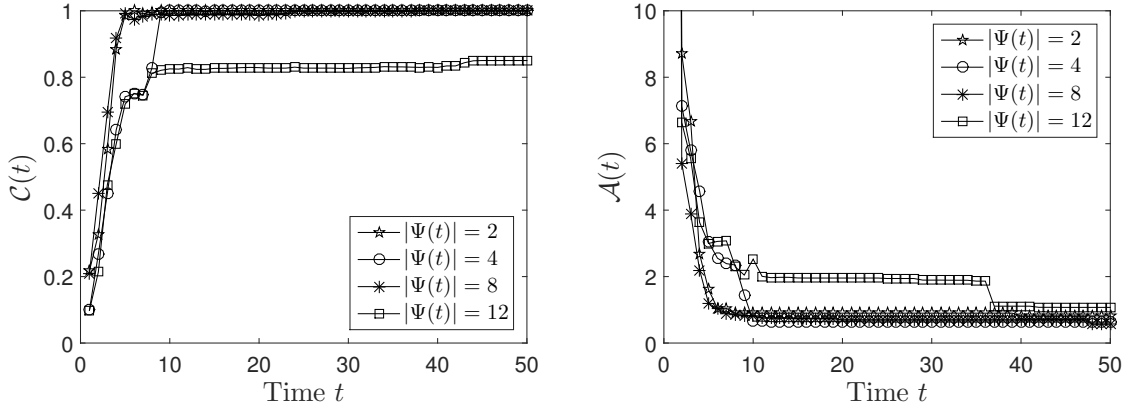 1
0.8
0.6
0.4
0.2
0
C(t)
0 10 20 30 40 50
Time t
|Ψ(t)| = 2
|Ψ(t)| = 4
|Ψ(t)| = 8
|Ψ(t)| = 12
10
8
6
4
2
0
A(t)
0 10 20 30 40 50
Time t
|Ψ(t)| = 2
|Ψ(t)| = 4
|Ψ(t)| = 8
|Ψ(t)| = 12